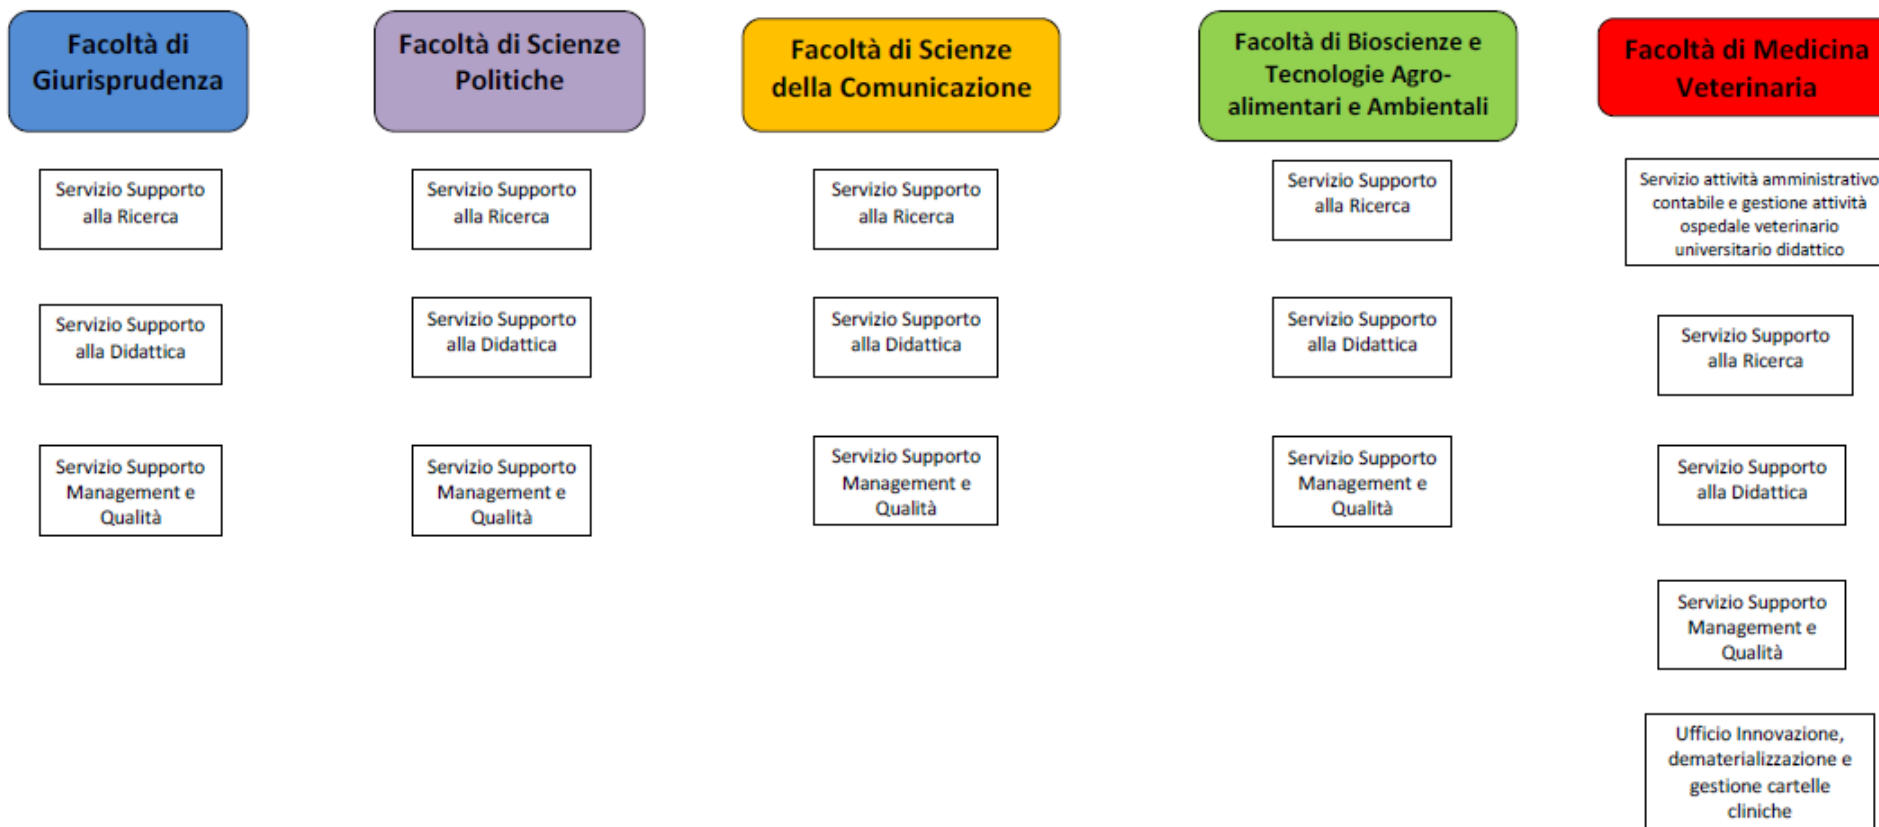 Facoltà di
Giurisprudenza
Servizio Supporto
alla Ricerca
Servizio Supporto
alla Didattica
Servizio Supporto
Management e
Qualità
Facoltà di Scienze
Politiche
Servizio Supporto
alla Ricerca
Servizio Supporto
alla Didattica
Servizio Supporto
Management e
Qualità
Facoltà di Scienze
della Comunicazione
Servizio Supporto
alla Ricerca
Servizio Supporto
alla Didattica
Servizio Supporto
Management e
Qualità
Facoltà di Bioscienze e
Tecnologie Agro-
alimentari e Ambientali
Servizio Supporto
alla Ricerca
Servizio Supporto
alla Didattica
Servizio Supporto
Management e
Qualità
Facoltà di Medicina
Veterinaria
Servizio attività amministrativo
contabile e gestione attività
ospedale veterinario
universitario didattico
Servizio Supporto
alla Ricerca
Servizio Supporto
alla Didattica
Servizio Supporto
Management e
Qualità
Ufficio Innovazione,
dematerializzazione e
gestione cartelle
cliniche